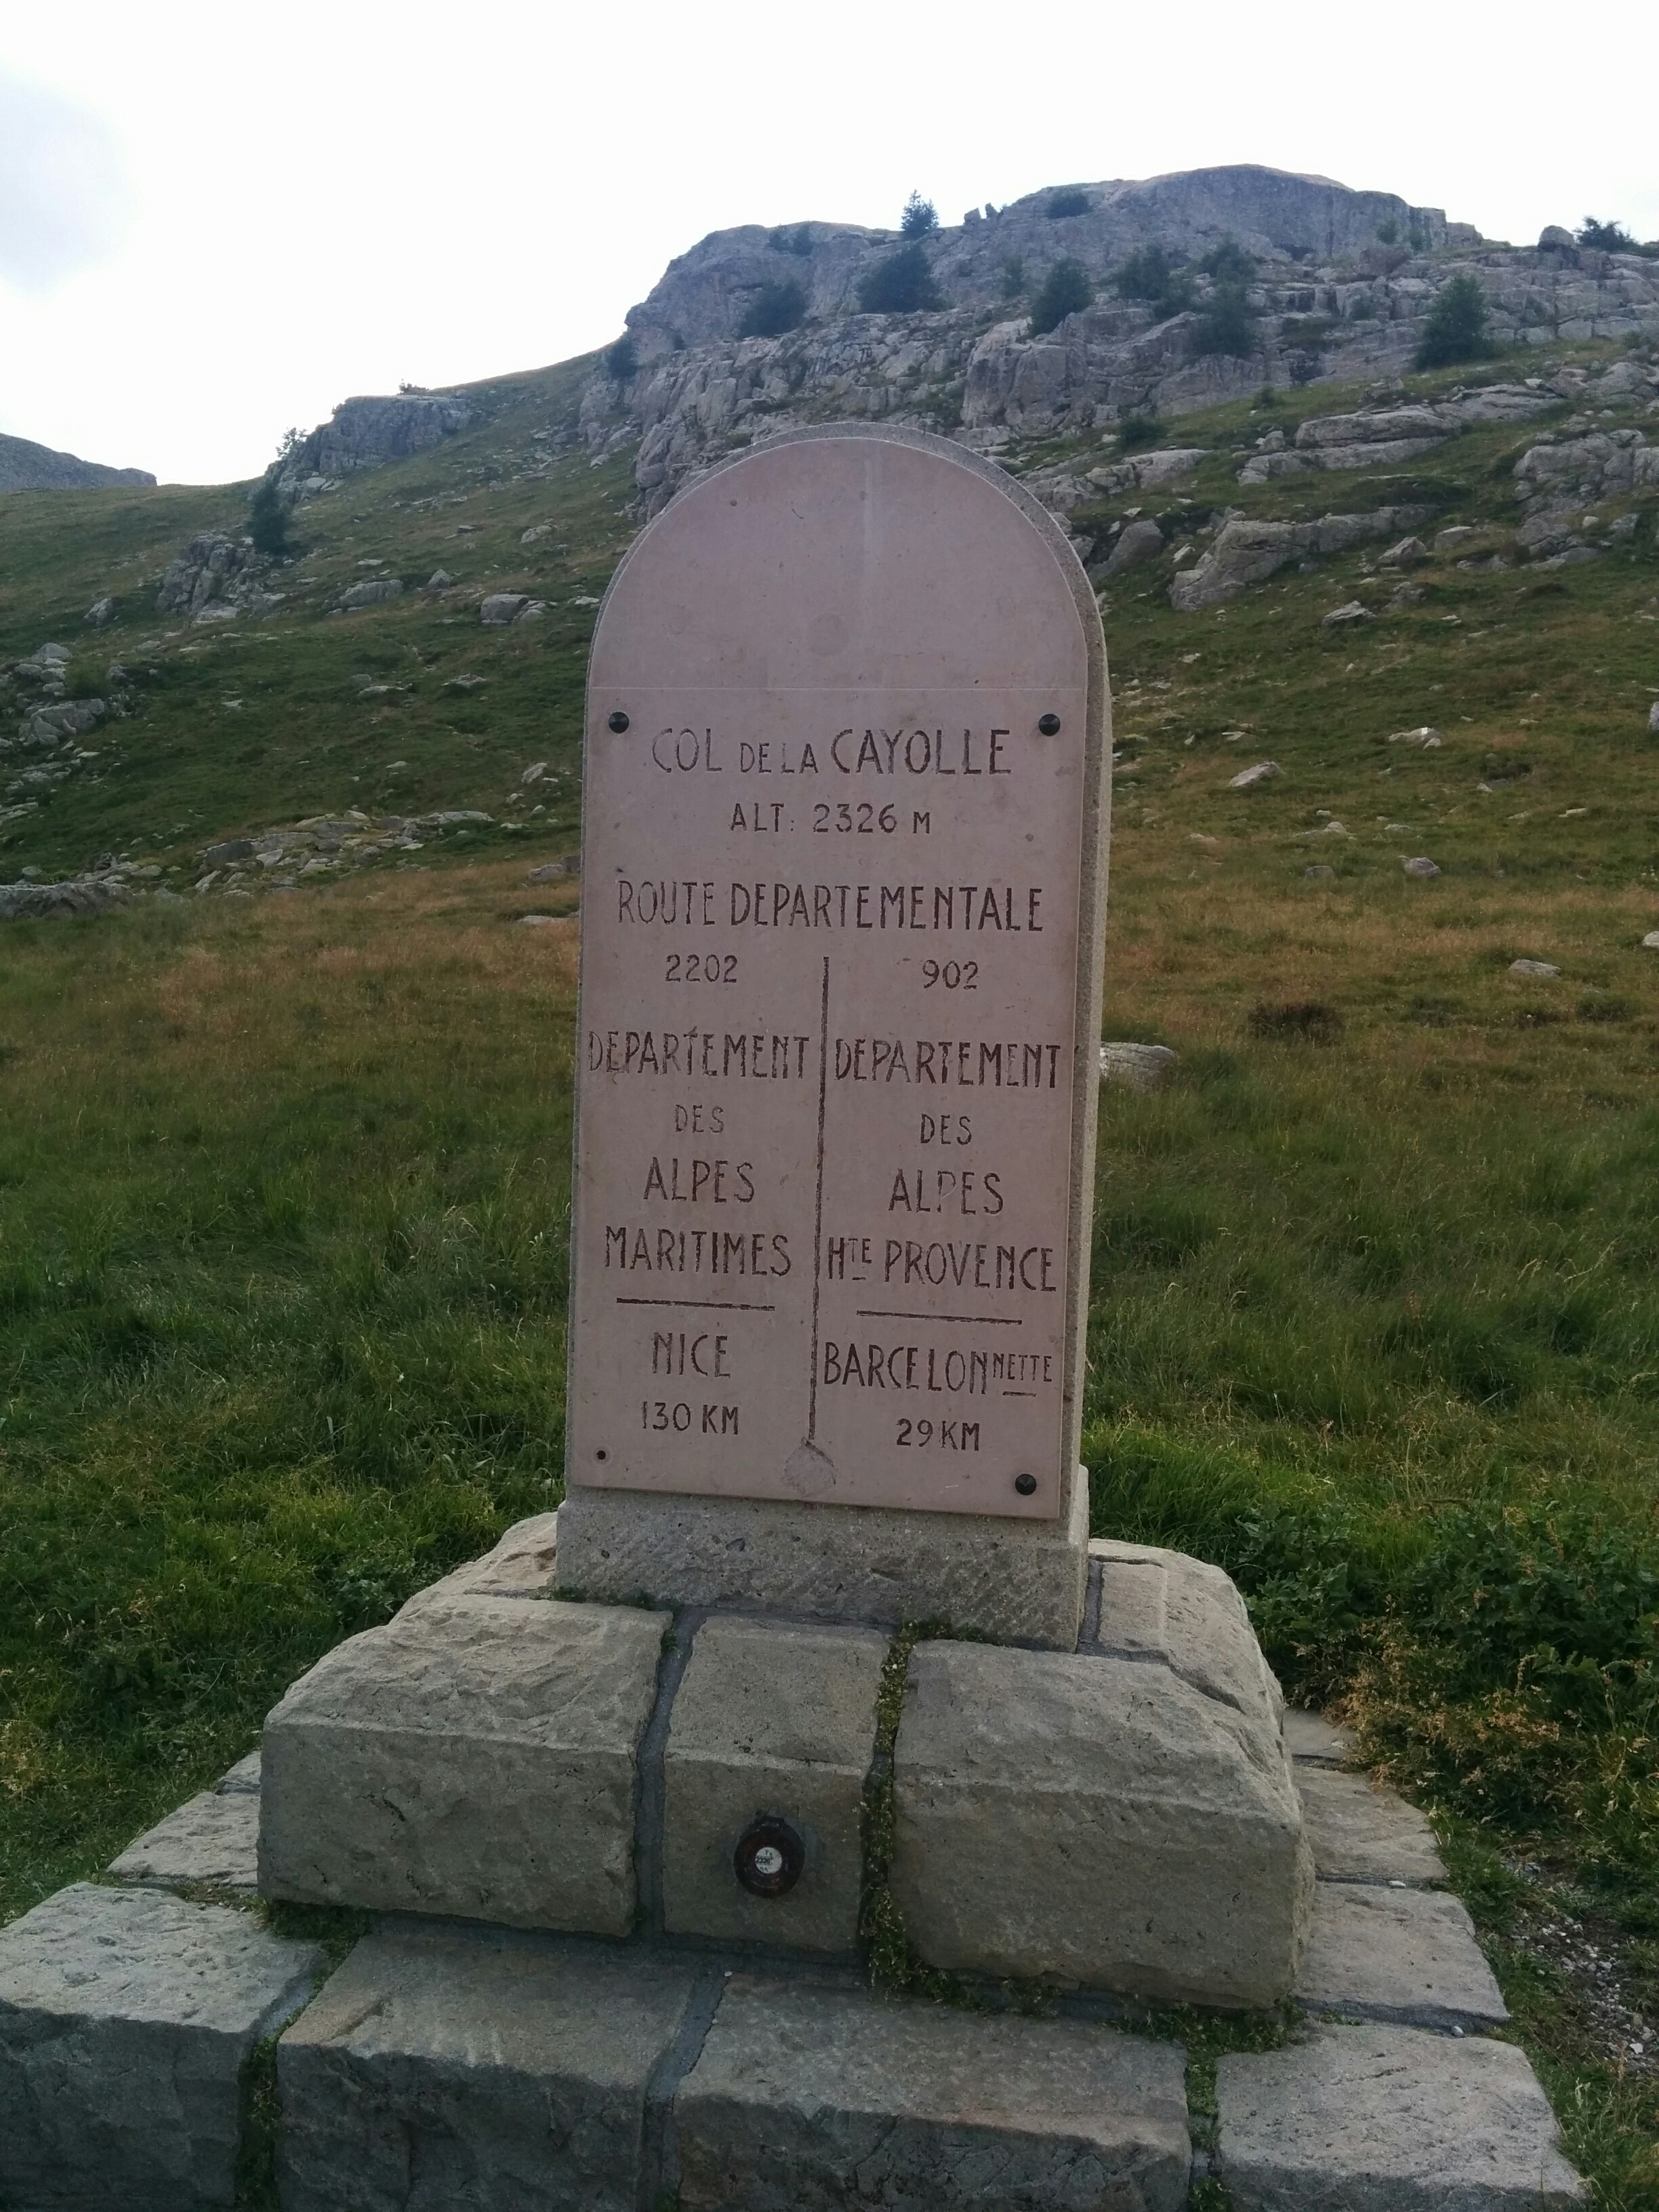 COL DE LA CAYOLLE
ALT: 2326 M
ROUTE DEPARTEMENTALE
2202
DEPARTEMENT
DES
ALPES
MARITIMES
NICE
130 KM
902
DEPARTEMENT
DES
ALPES
HTE PROVENCE
BARCELONNETTE
29 KM